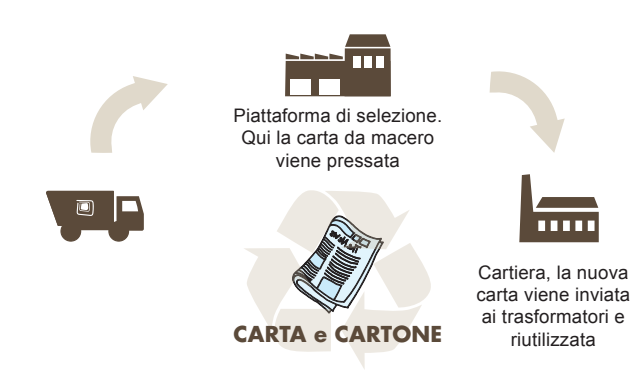 Piattaforma di selezione.
Qui la carta da macero
viene pressata
Cartiera, la nuova
carta viene inviata
ai trasformatori e
riutilizzata
CARTA e CARTONE